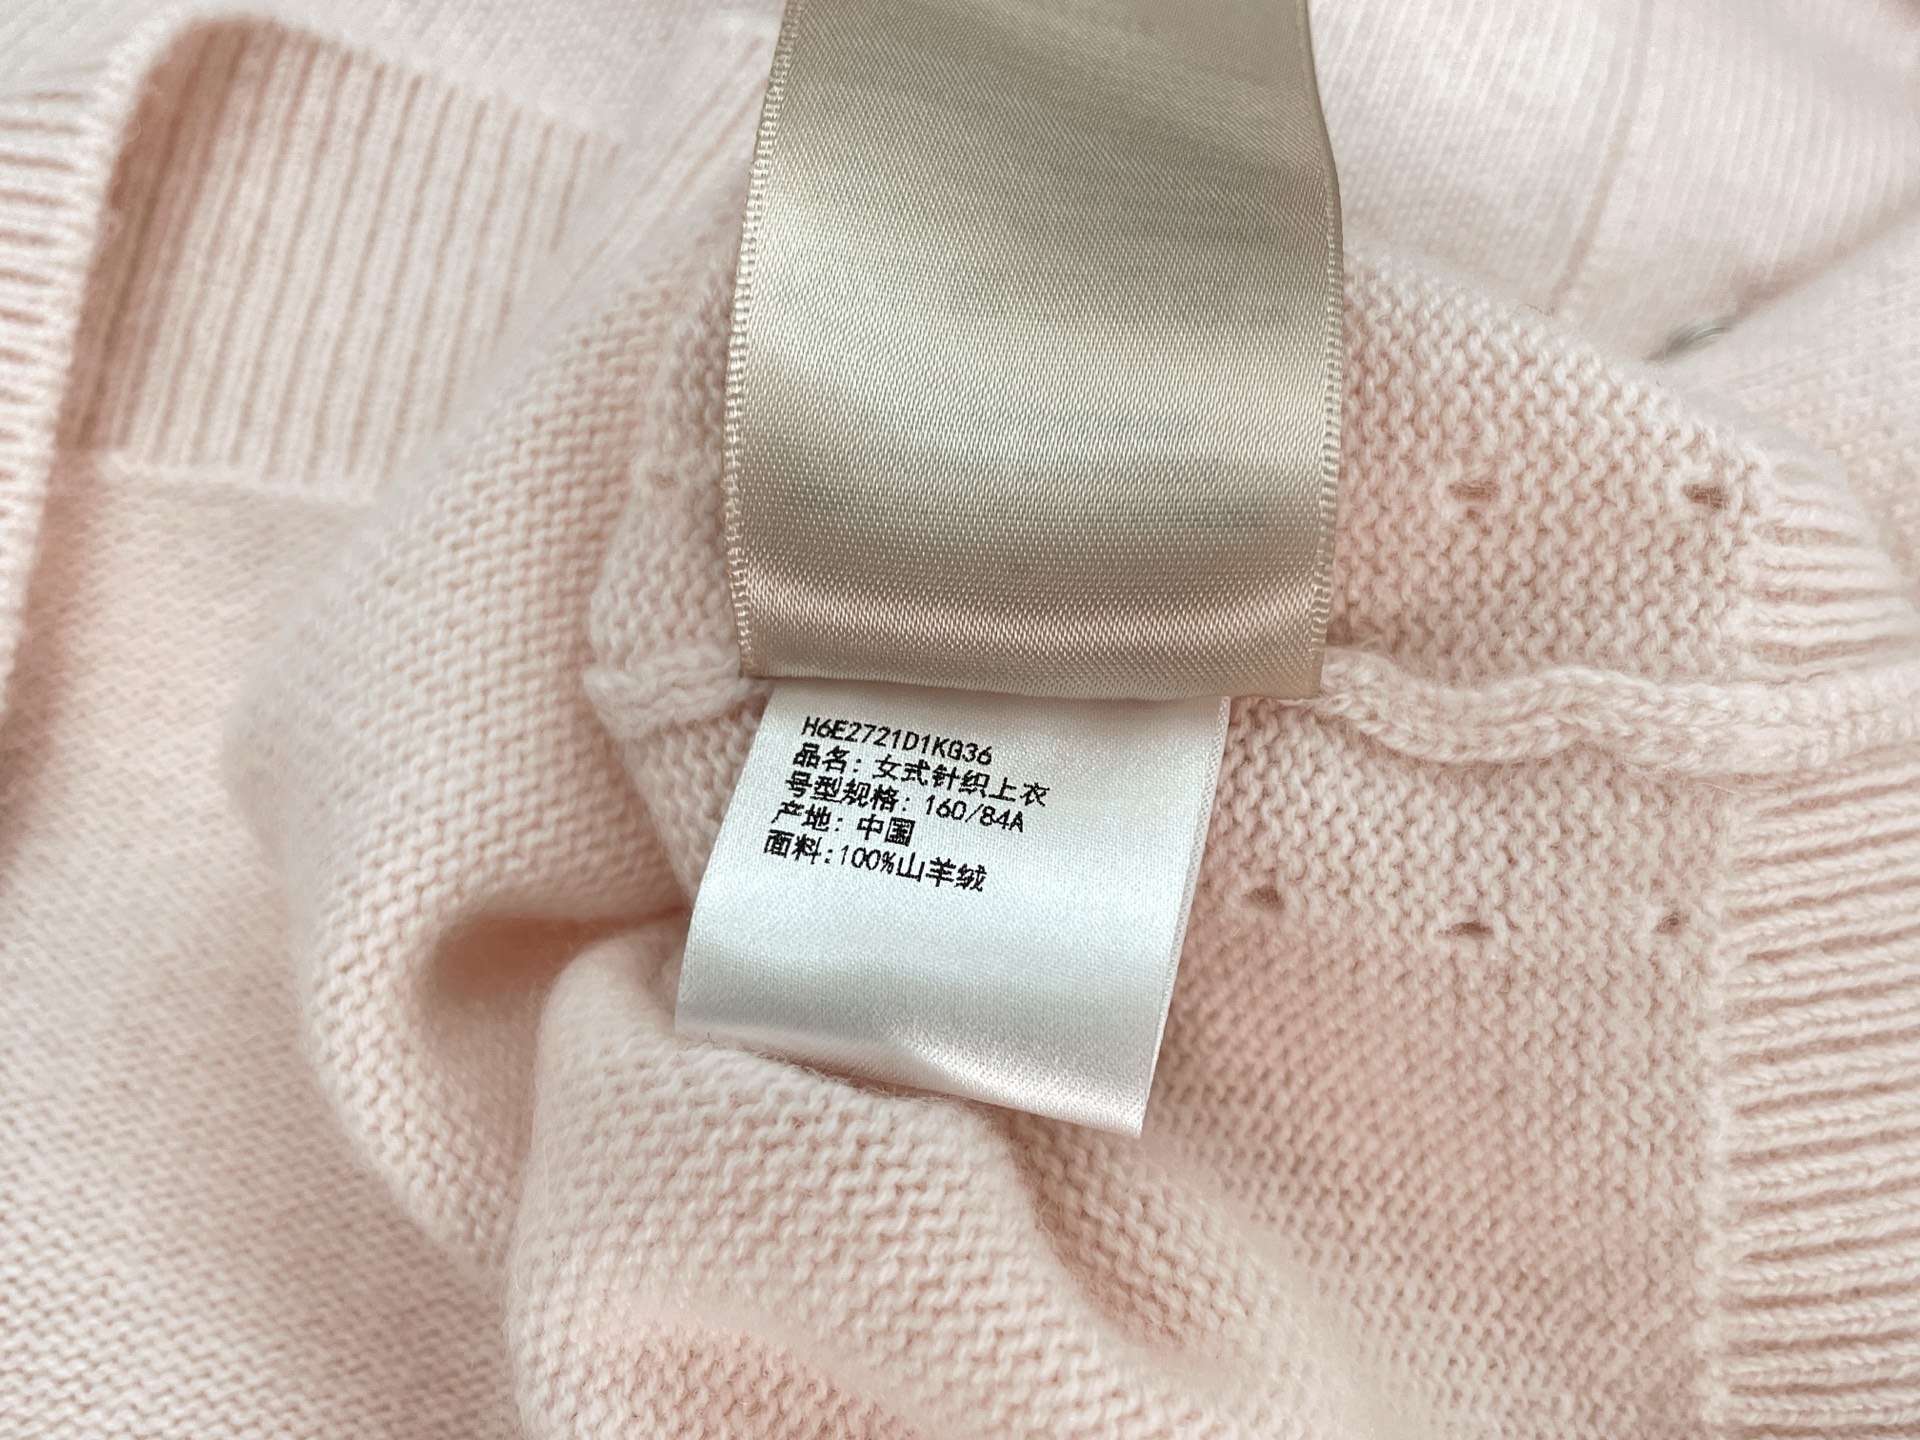 H6E2721D1KG36
品名: 女式针织上衣
号型规格: 160/84A
产地: 中国
面料:100%山羊绒